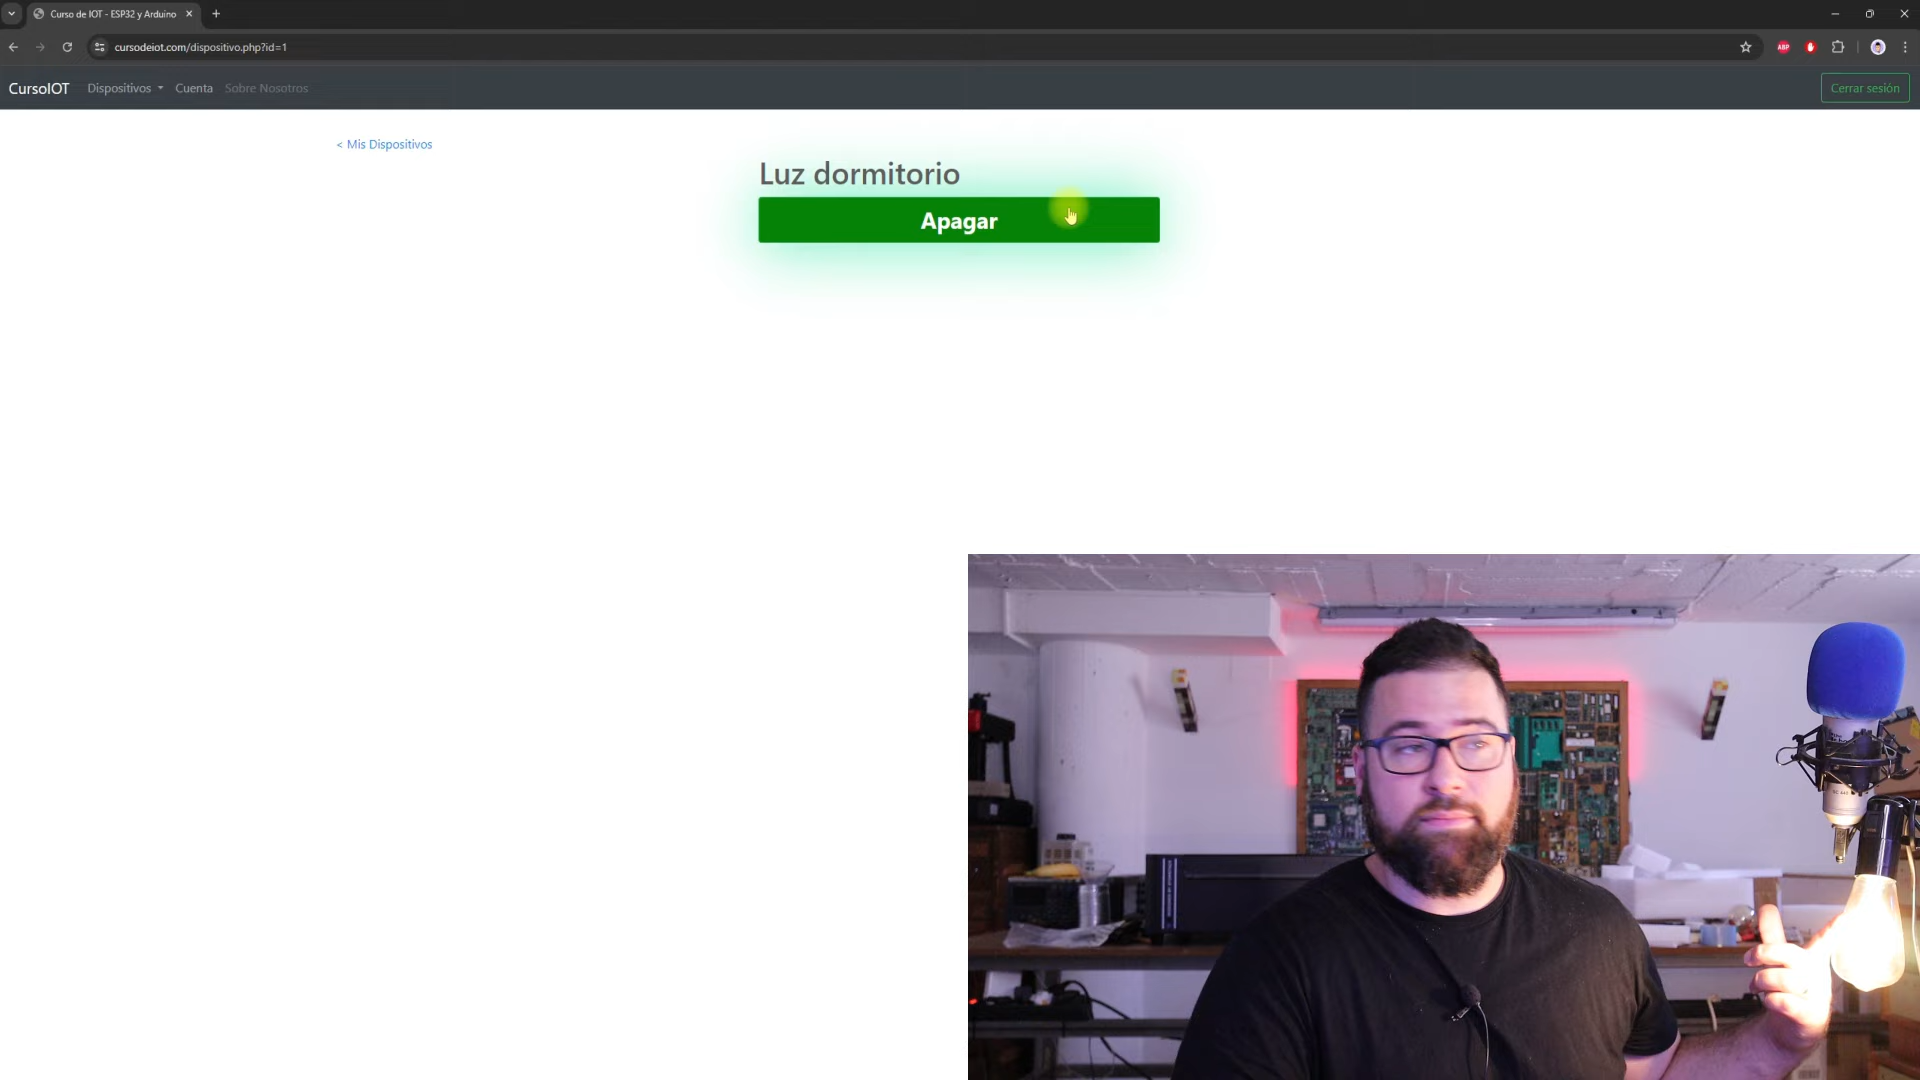 Curso de IOT - ESP32 y Arduino
cursodeiot.com/dispositivo.php?id=1
ABP
CursoIOT
Dispositivos
Cuenta
Sobre Nosotros
Cerrar sesión
< Mis Dispositivos
Luz dormitorio
Apagar